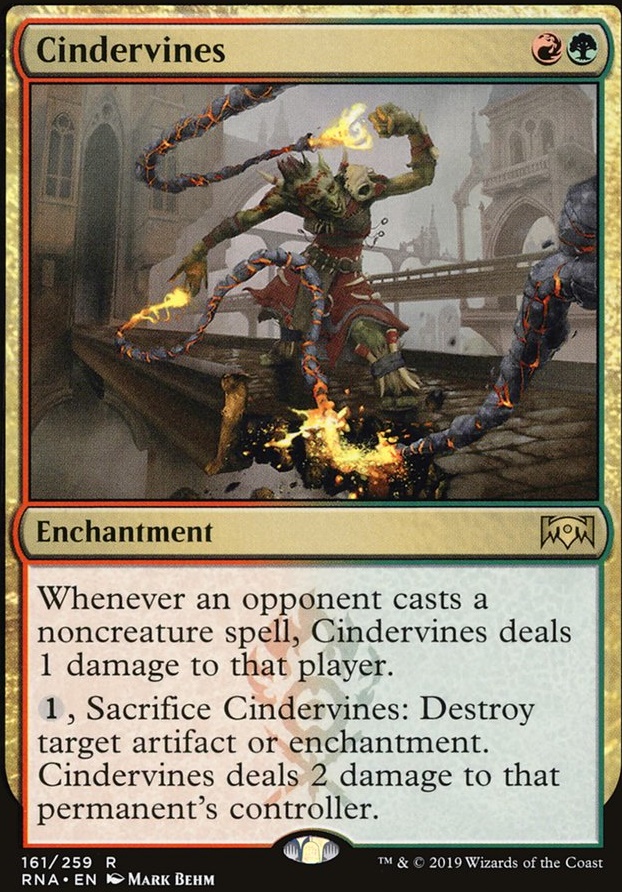 Cindervines
Enchantment
Whenever an opponent casts a
noncreature spell, Cindervines deals
1 damage to that player.
1, Sacrifice Cindervines: Destroy
target artifact or enchantment.
Cindervines deals 2 damage to that
permanent's controller.
161/259 R
RNA • EN MARK BEHM
™ & © 2019 Wizards of the Coast